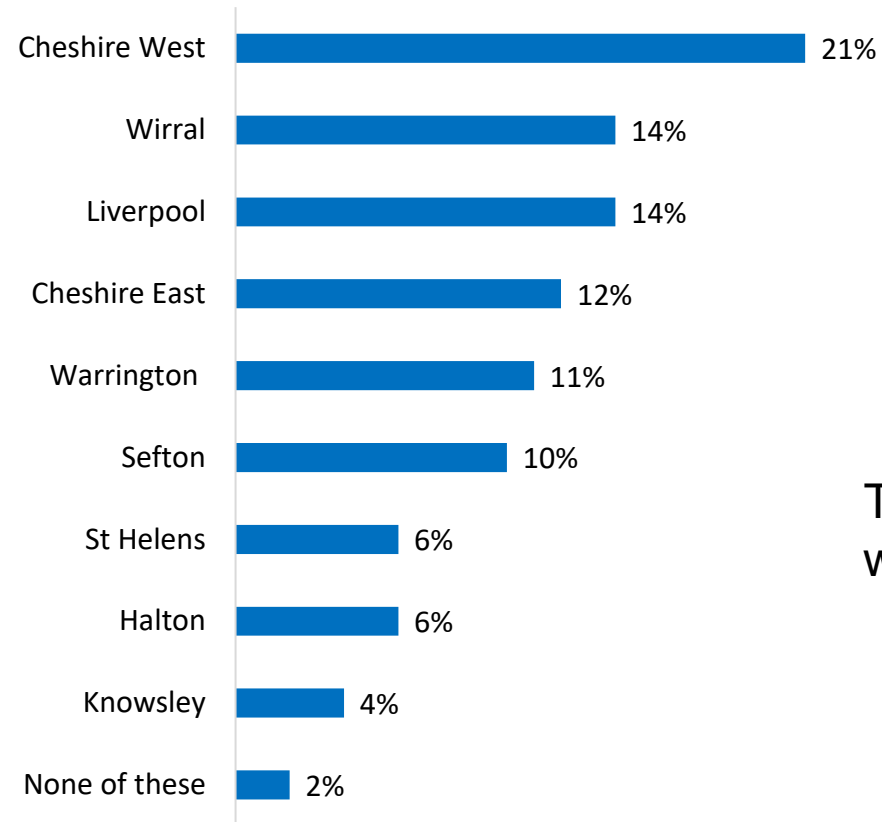 Cheshire West 21%
Wirral 14%
Liverpool 14%
Cheshire East 12%
Warrington 11%
Sefton 10%
St Helens 6%
Halton 6%
Knowsley 4%
None of these 2%